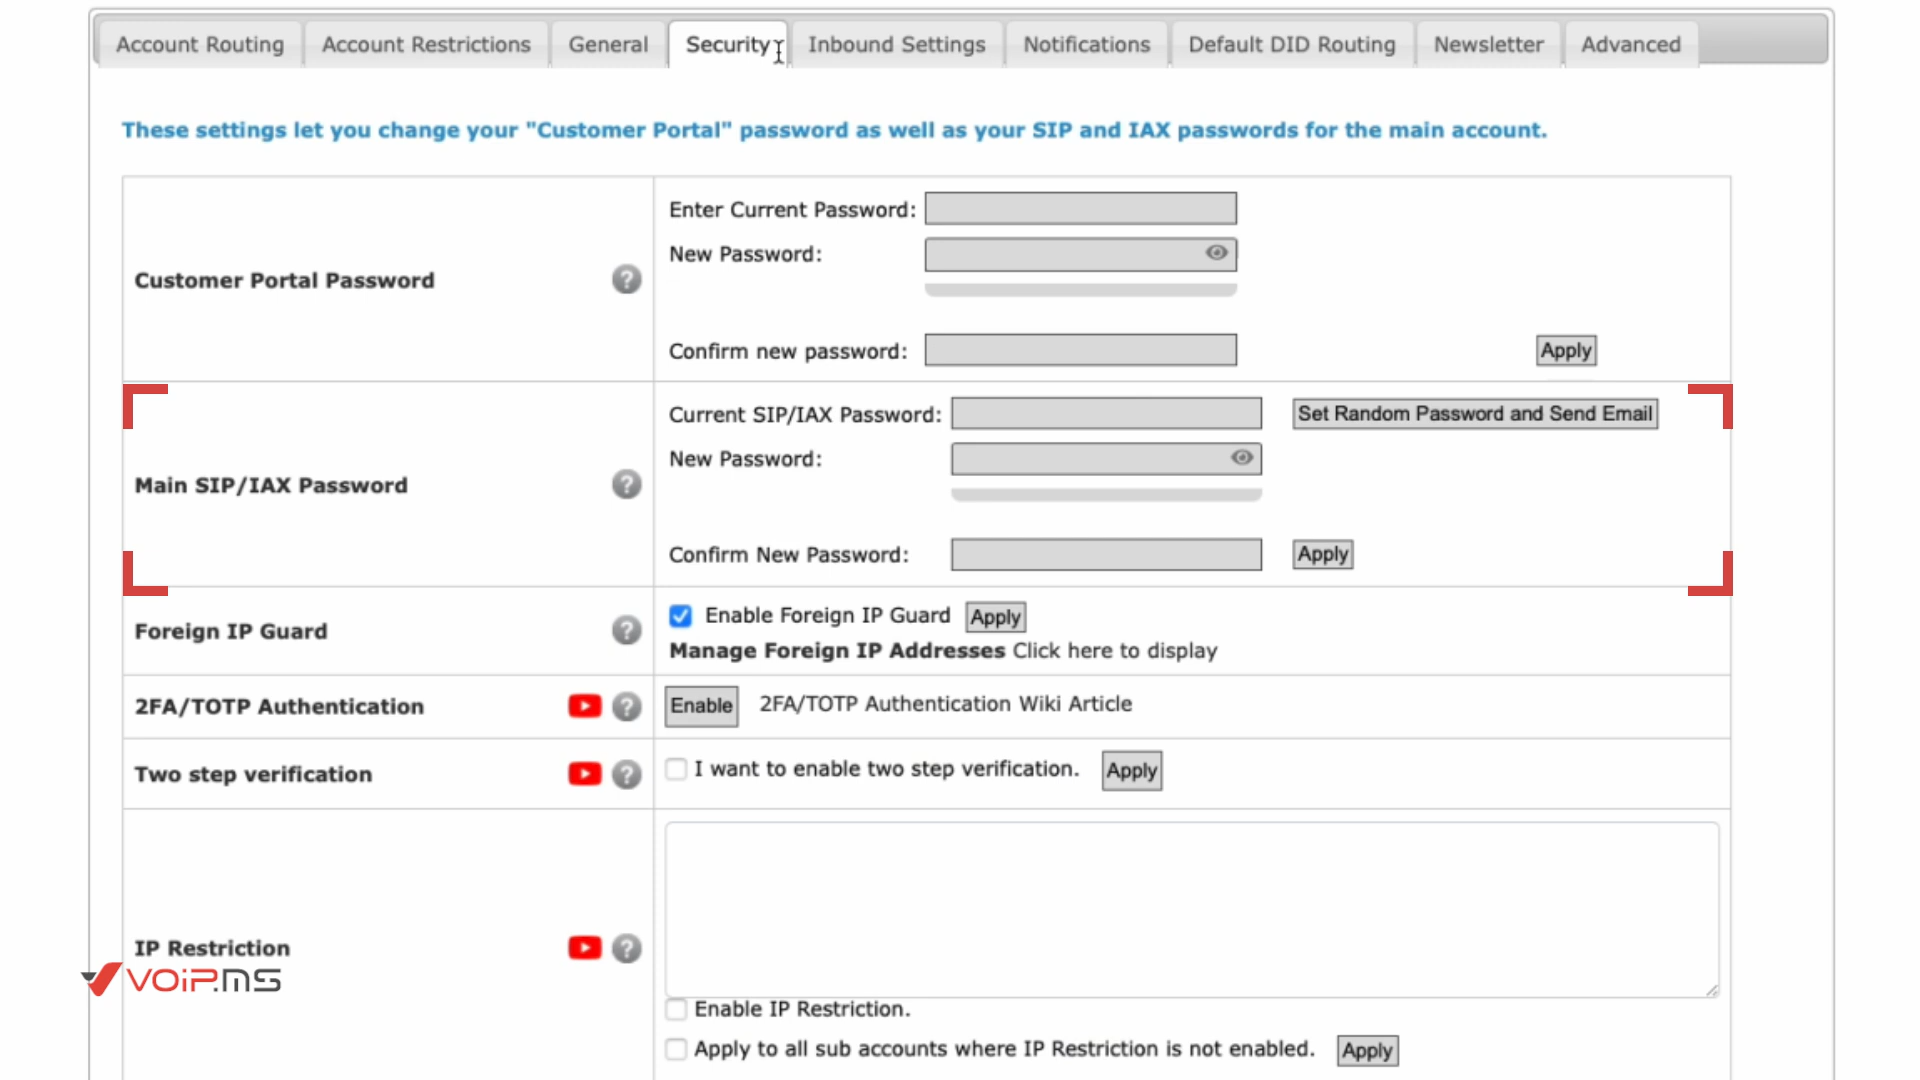 Account Routing Account Restrictions General Security Inbound Settings Notifications Default DID Routing Newsletter Advanced
These settings let you change your "Customer Portal" password as well as your SIP and IAX passwords for the main account.
Customer Portal Password ?
Enter Current Password:
New Password:
Confirm new password: Apply
Main SIP/IAX Password ?
Current SIP/IAX Password: Set Random Password and Send Email
New Password:
Confirm New Password: Apply
Foreign IP Guard ?
Enable Foreign IP Guard Apply
Manage Foreign IP Addresses Click here to display
2FA/TOTP Authentication ? Enable 2FA/TOTP Authentication Wiki Article
Two step verification ? I want to enable two step verification. Apply
IP Restriction ?
VOiP.MS
Enable IP Restriction.
Apply to all sub accounts where IP Restriction is not enabled. Apply